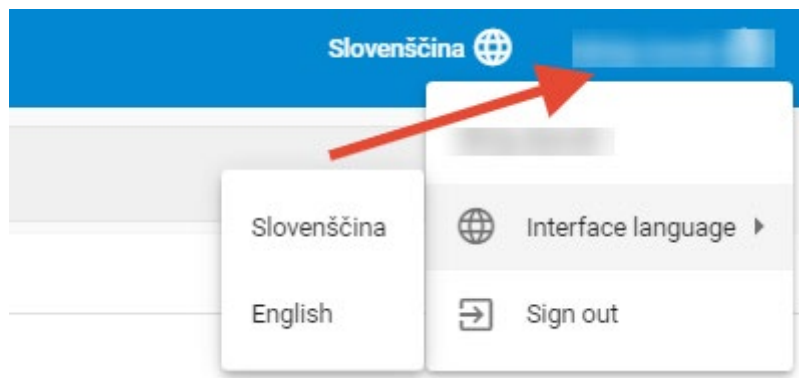 Slovenščina
Slovenščina
Interface language
English
Sign out